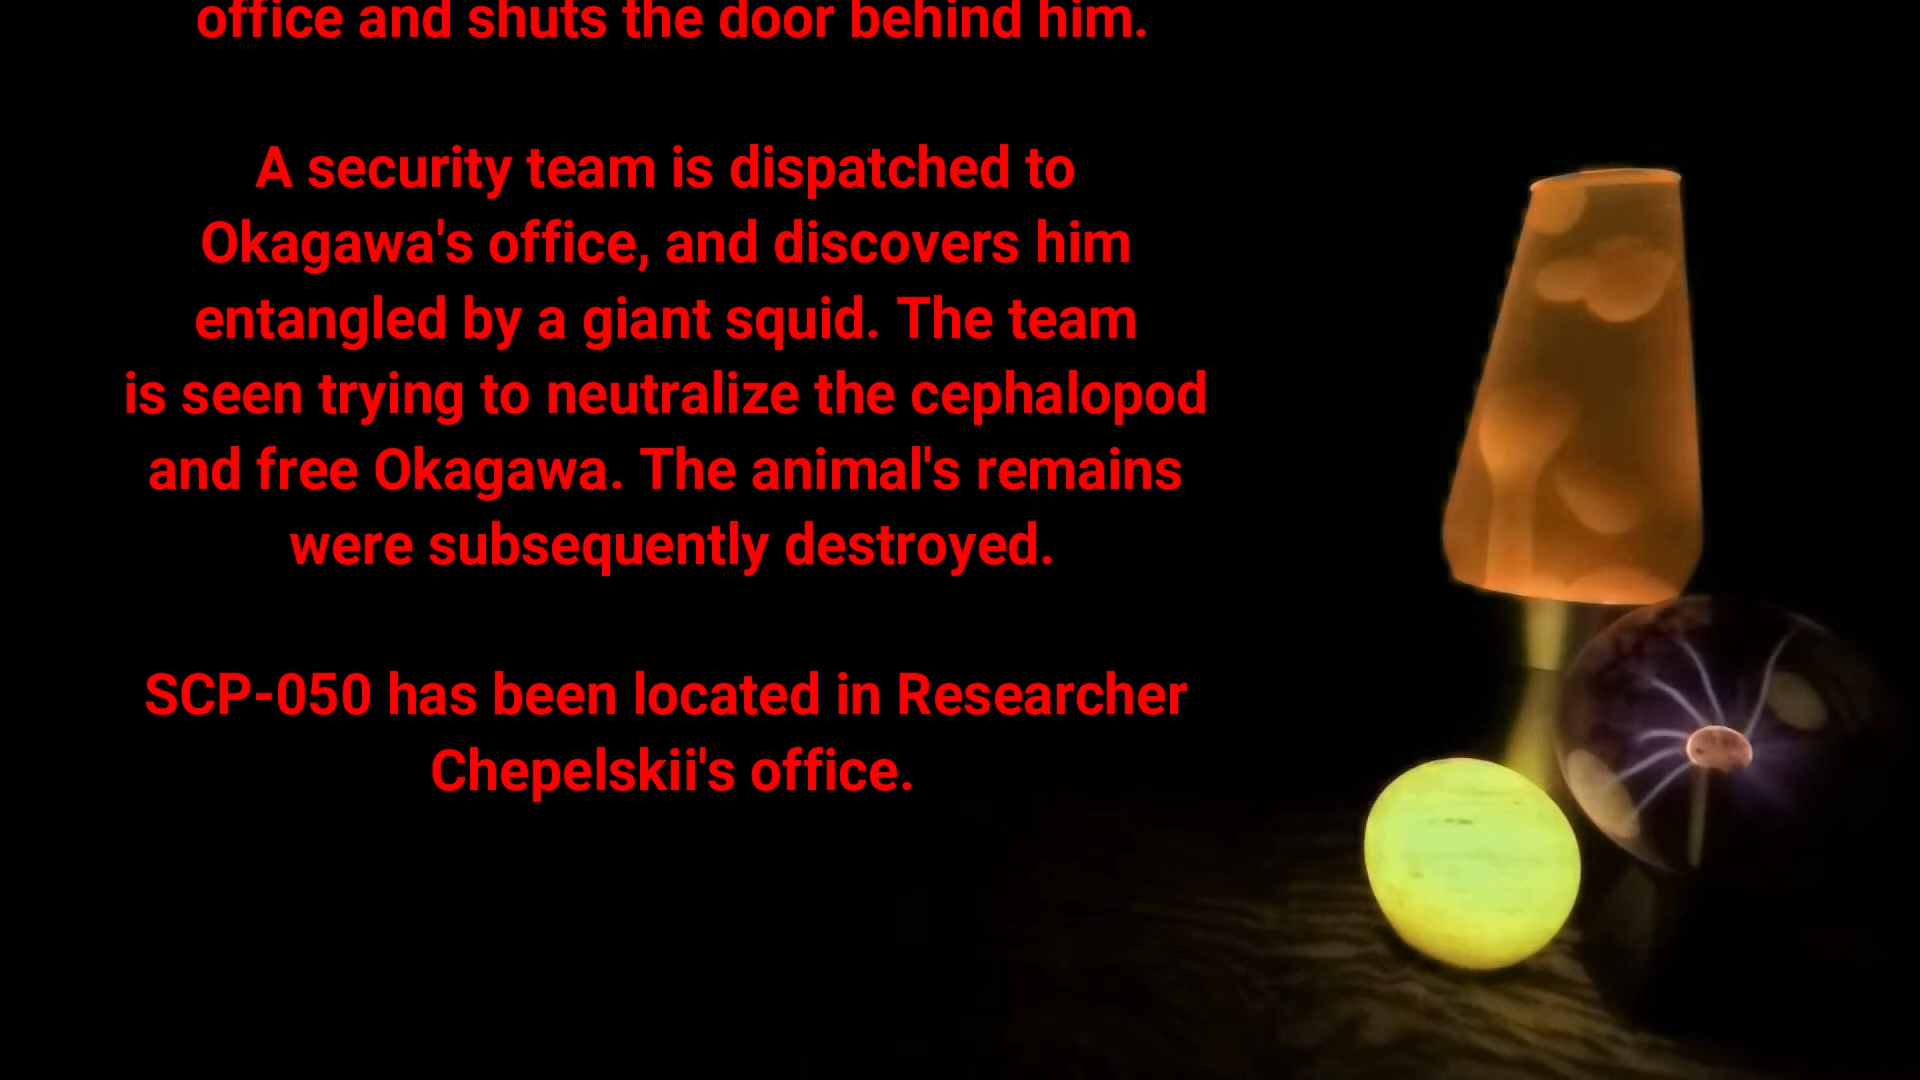 office and shuts the door behind him.
A security team is dispatched to
Okagawa's office, and discovers him
entangled by a giant squid. The team
is seen trying to neutralize the cephalopod
and free Okagawa. The animal's remains
were subsequently destroyed.
SCP-050 has been located in Researcher
Chepelskii's office.